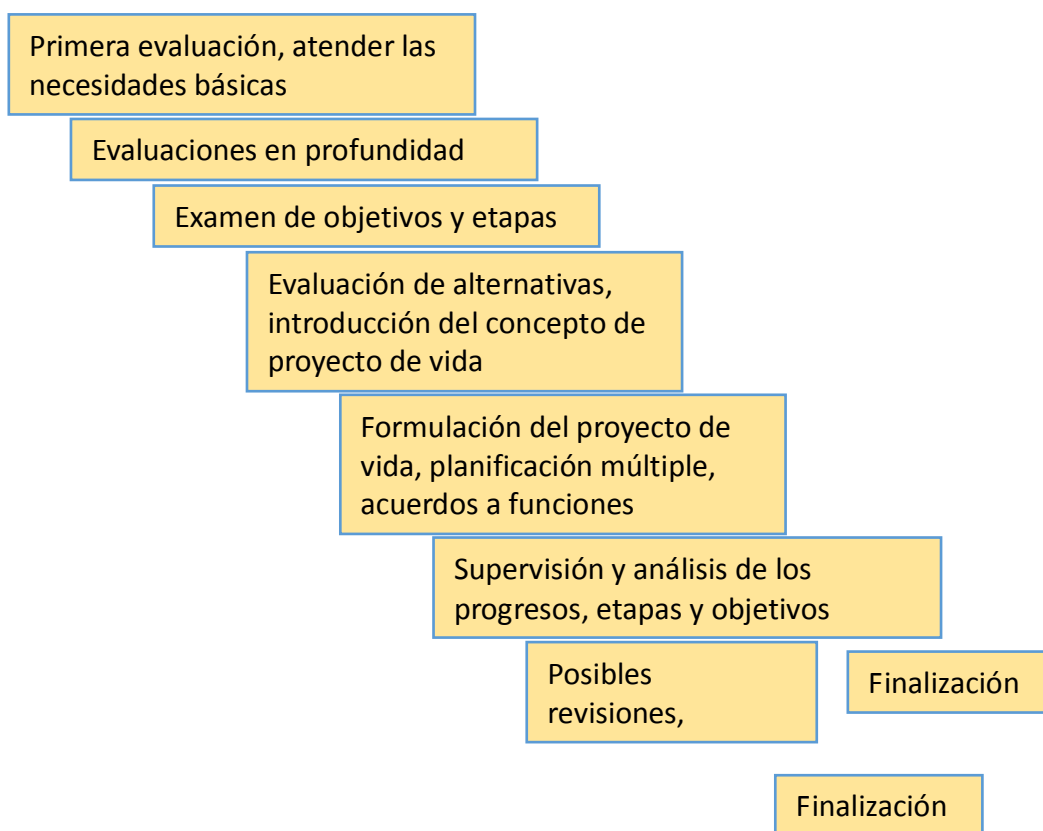 Primera evaluación, atender las
necesidades básicas
Evaluaciones en profundidad
Examen de objetivos y etapas
Evaluación de alternativas,
introducción del concepto de
proyecto de vida
Formulación del proyecto de
vida, planificación múltiple,
acuerdos a funciones
Supervisión y análisis de los
progresos, etapas y objetivos
Posibles
revisiones,
Finalización
Finalización